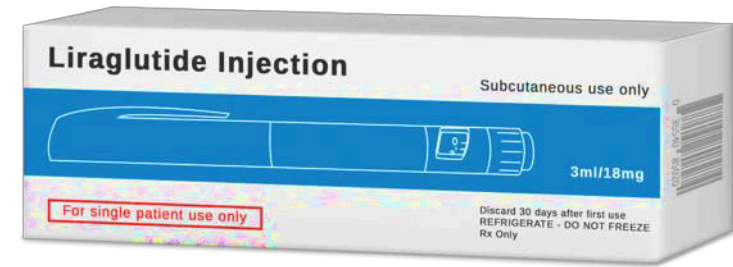 Liraglutide Injection
Subcutaneous use only
3ml/18mg
For single patient use only
Discard 30 days after first use
REFRIGERATE - DO NOT FREEZE
Rx Only